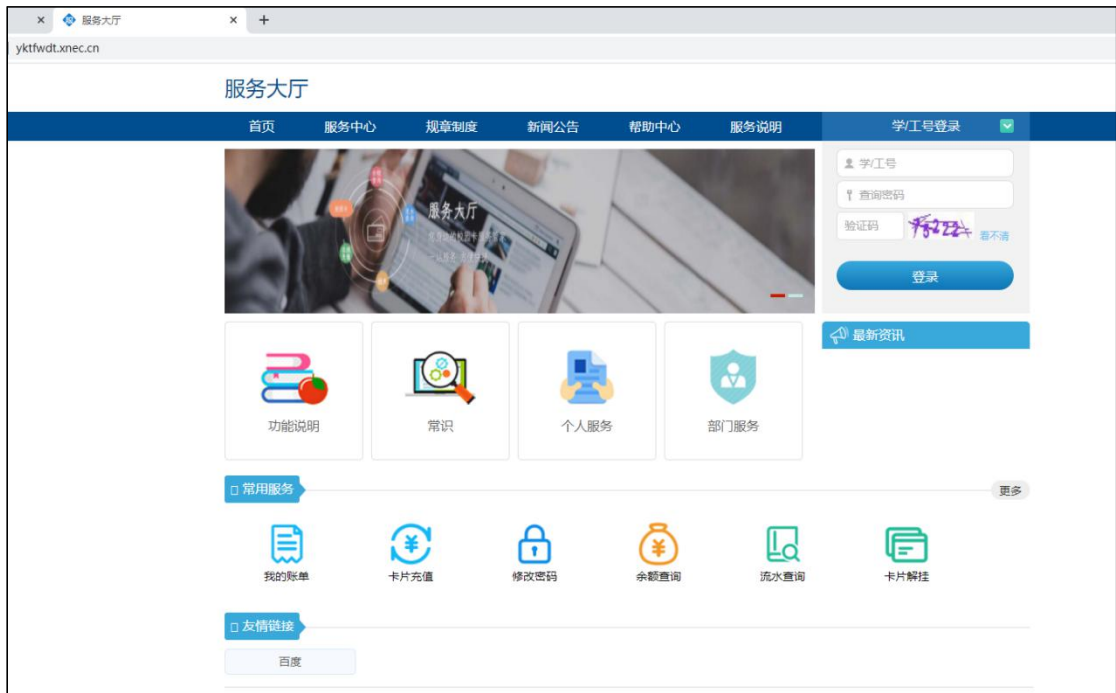 服务大厅
yktfwdt.xnec.cn
服务大厅
首页 服务中心 规章制度 新闻公告 帮助中心 服务说明 学/工号登录
学/工号
查询密码
验证码 看不清
登录
服务大厅
最新资讯
功能说明 常识 个人服务 部门服务
常用服务 更多
我的账单 卡片充值 修改密码 余额查询 流水查询 卡片解挂
友情链接
百度